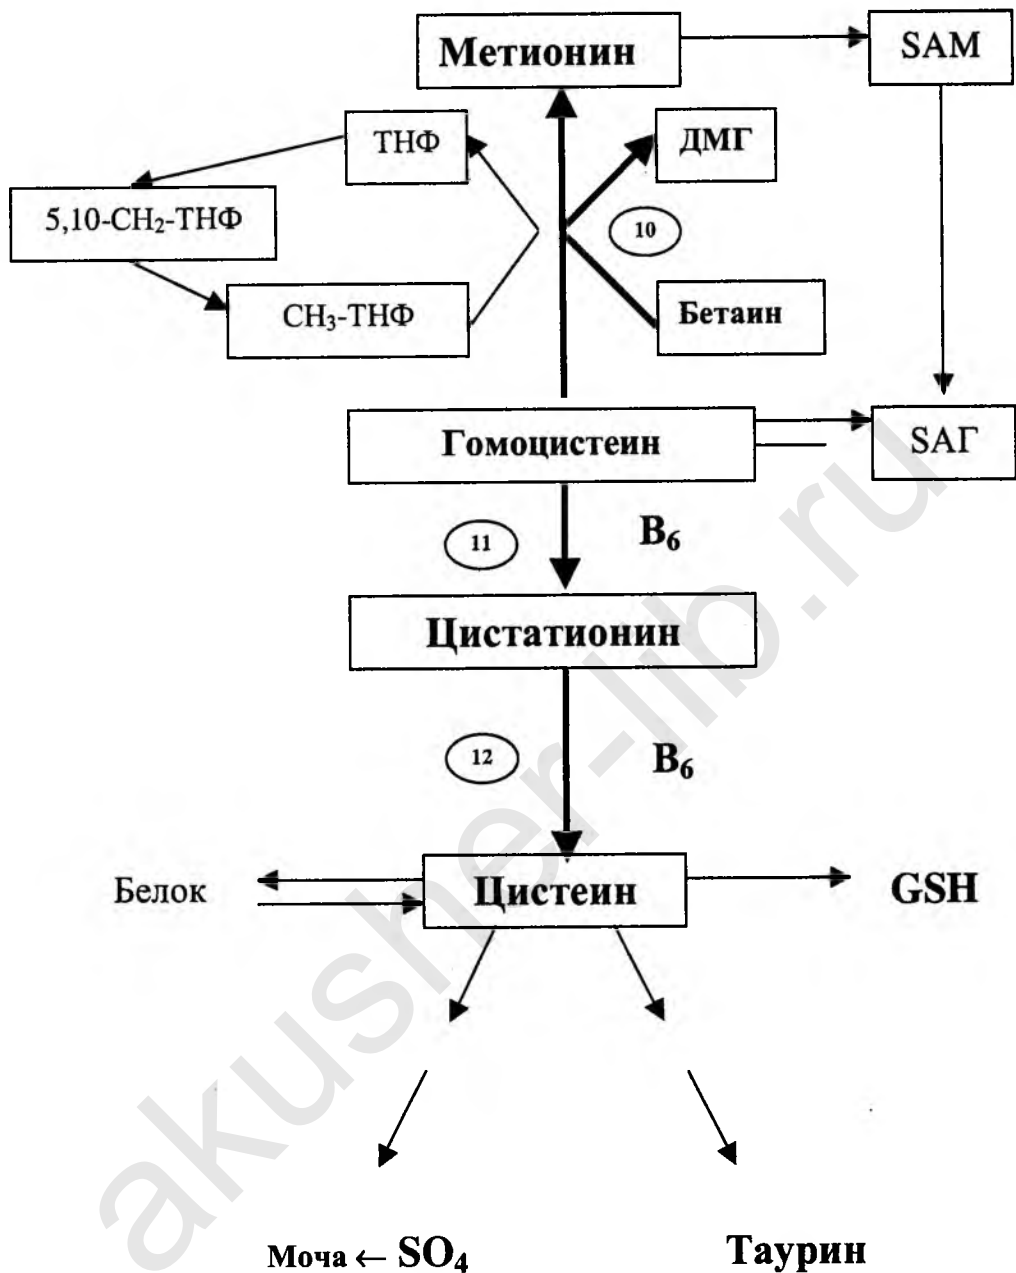 Метионин
SAM
ТНФ
ДМГ
5,10-CH₂-ТНФ
10
CH₃-ТНФ
Бетаин
Гомоцистеин
SАГ
11
B₆
Цистатионин
12
B₆
Белок
Цистеин
GSH
Моча ← SO₄
Таурин
akusher-lib.ru